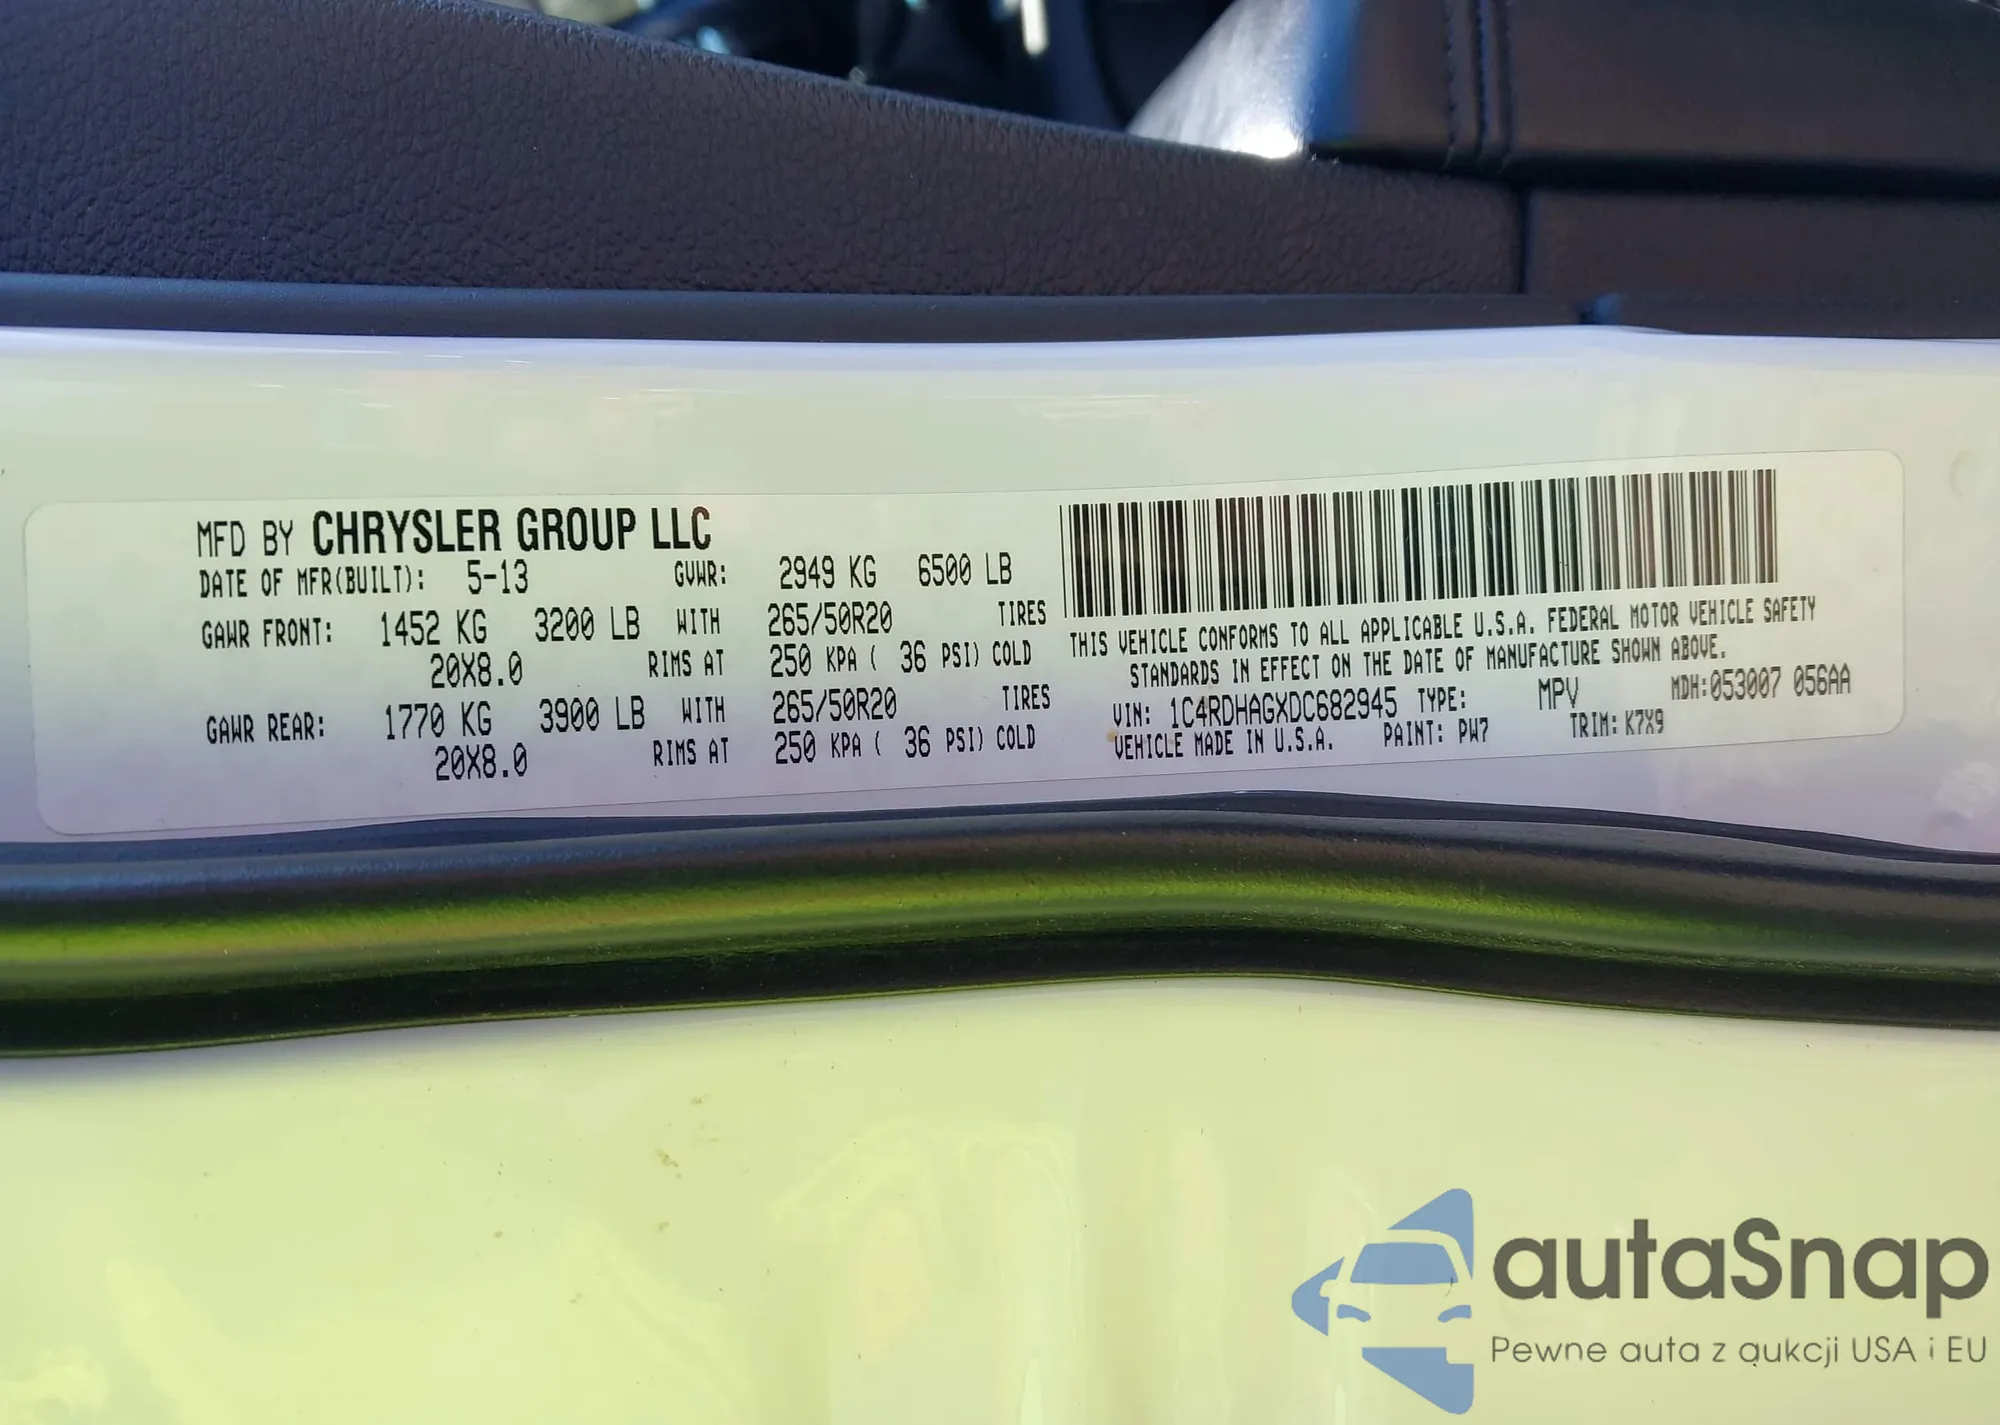 MFD BY CHRYSLER GROUP LLC
DATE OF MFR(BUILT): 5-13 GVWR: 2949 KG 6500 LB
GAWR FRONT: 1452 KG 3200 LB WITH 265/50R20 TIRES
20X8.0 RIMS AT 250 KPA ( 36 PSI) COLD
GAWR REAR: 1770 KG 3900 LB WITH 265/50R20 TIRES
20X8.0 RIMS AT 250 KPA ( 36 PSI) COLD
THIS VEHICLE CONFORMS TO ALL APPLICABLE U.S.A. FEDERAL MOTOR VEHICLE SAFETY
STANDARDS IN EFFECT ON THE DATE OF MANUFACTURE SHOWN ABOVE.
VIN: 1C4RDHAGXDC682945 TYPE: MPV MDH:053007 056AA
VEHICLE MADE IN U.S.A. PAINT: PW7 TRIM: K7X9
autaSnap
Pewne auta z aukcji USA i EU